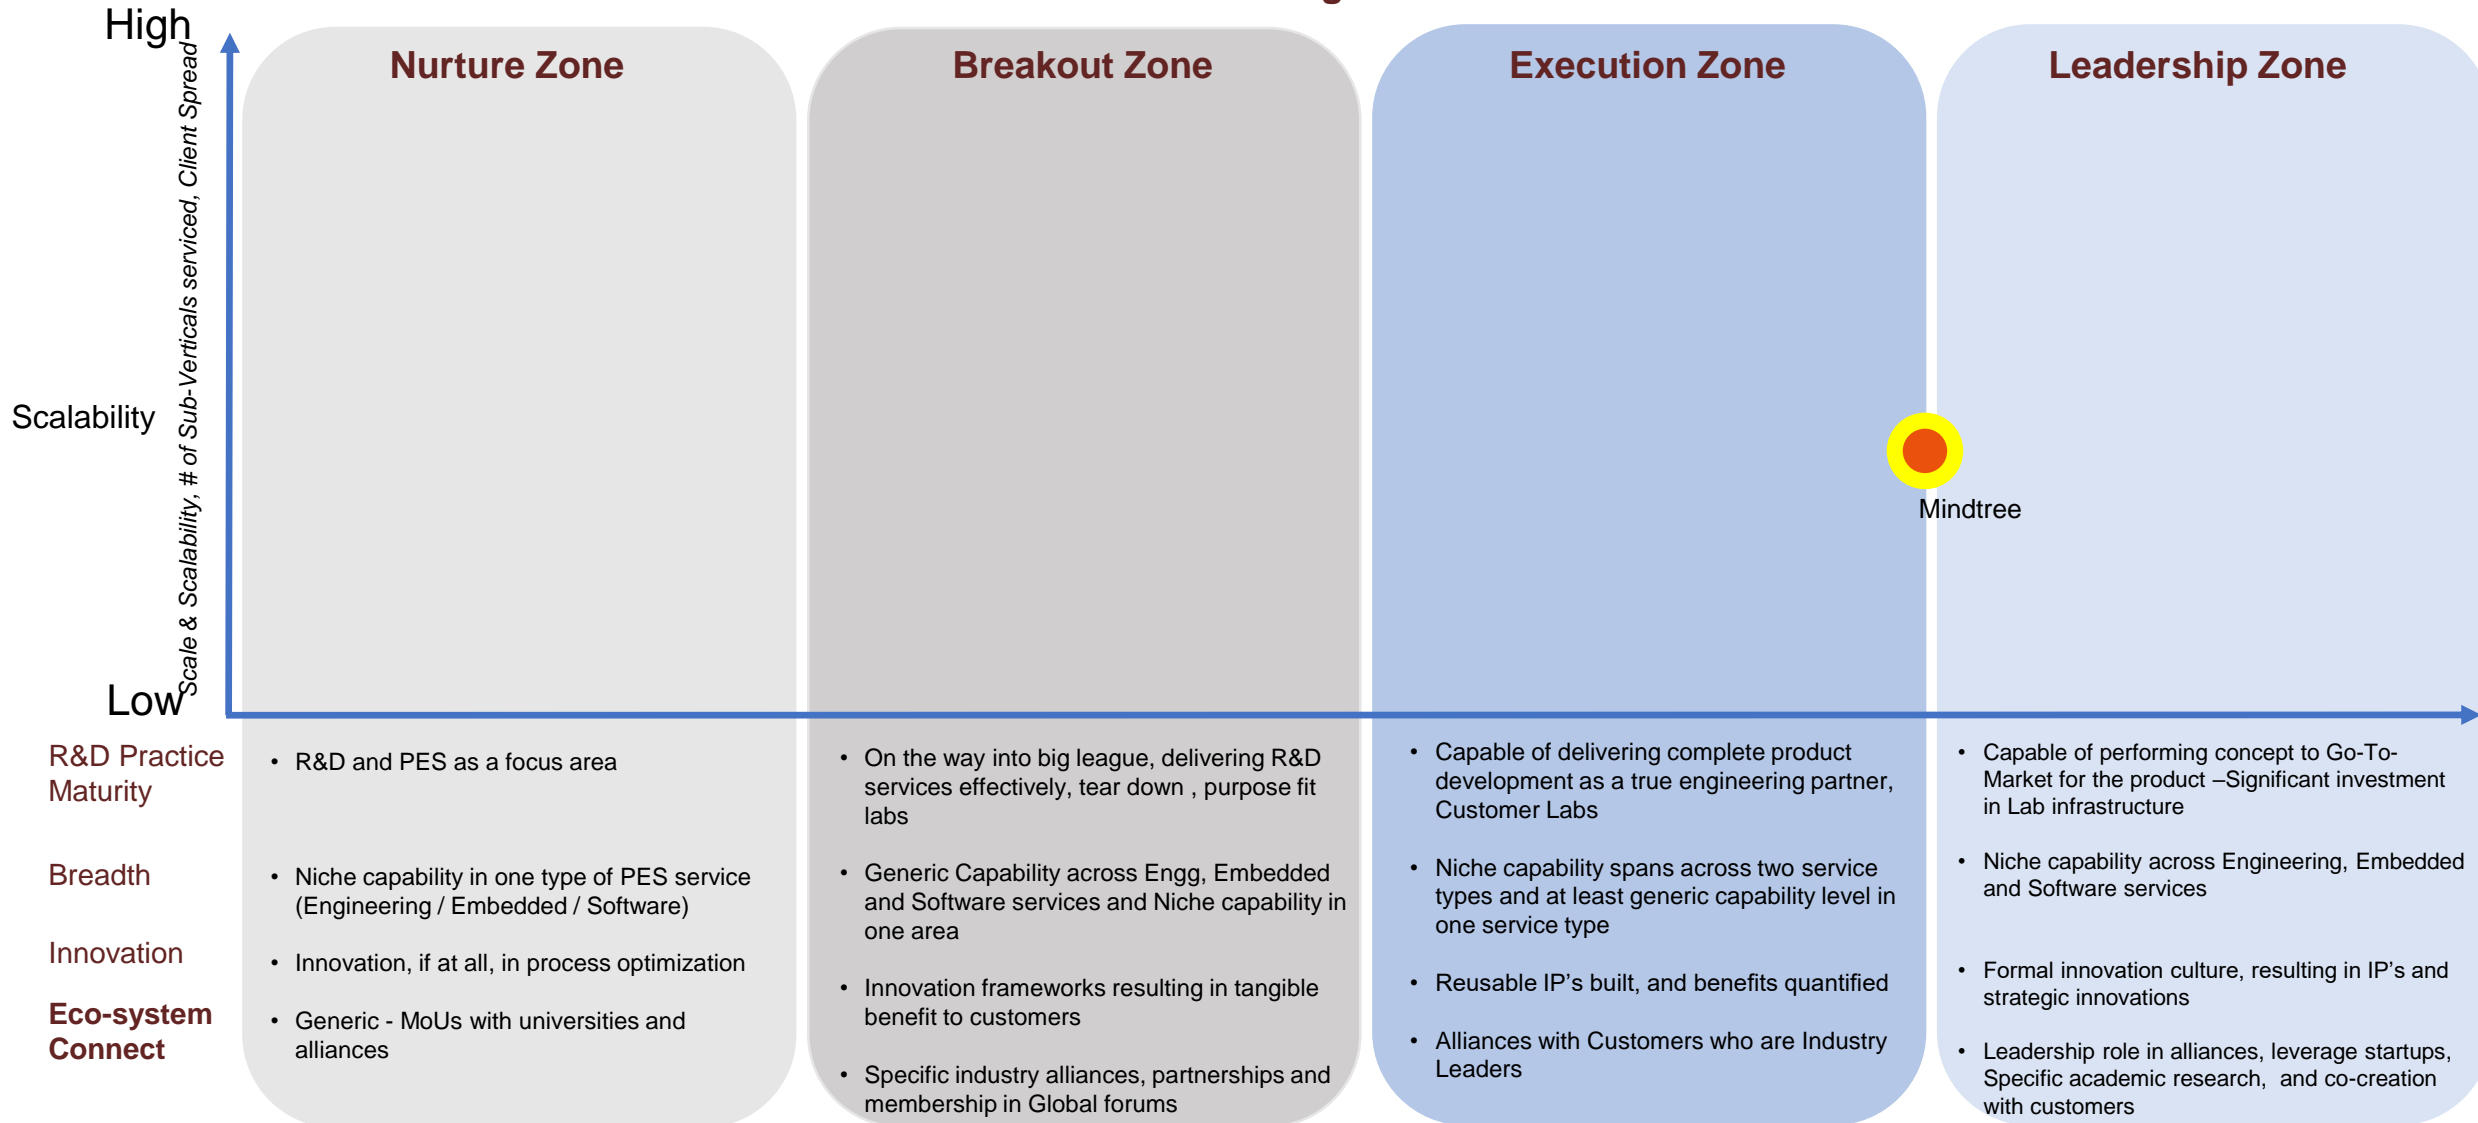 High
Scale & Scalability, # of Sub-Verticals serviced, Client Spread
Scalability
Low
Nurture Zone
Breakout Zone
Execution Zone
Leadership Zone
Mindtree
R&D Practice
Maturity
Breadth
Innovation
Eco-system
Connect
• R&D and PES as a focus area
• Niche capability in one type of PES service
(Engineering / Embedded / Software)
• Innovation, if at all, in process optimization
• Generic - MoUs with universities and
alliances
• On the way into big league, delivering R&D
services effectively, tear down , purpose fit
labs
• Generic Capability across Engg, Embedded
and Software services and Niche capability in
one area
• Innovation frameworks resulting in tangible
benefit to customers
• Specific industry alliances, partnerships and
membership in Global forums
• Capable of delivering complete product
development as a true engineering partner,
Customer Labs
• Niche capability spans across two service
types and at least generic capability level in
one service type
• Reusable IP’s built, and benefits quantified
• Alliances with Customers who are Industry
Leaders
• Capable of performing concept to Go-To-
Market for the product –Significant investment
in Lab infrastructure
• Niche capability across Engineering, Embedded
and Software services
• Formal innovation culture, resulting in IP’s and
strategic innovations
• Leadership role in alliances, leverage startups,
Specific academic research, and co-creation
with customers